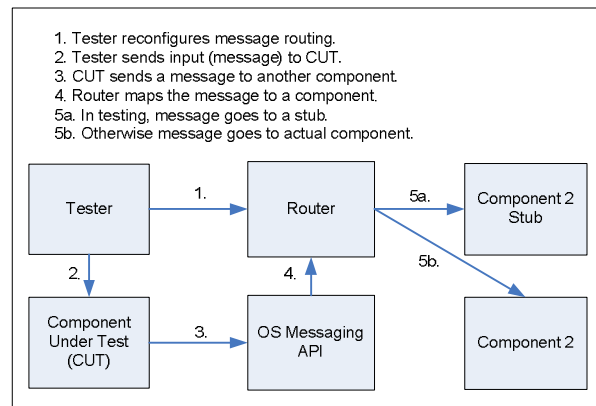 1. Tester reconfigures message routing.
2. Tester sends input (message) to CUT.
3. CUT sends a message to another component.
4. Router maps the message to a component.
5a. In testing, message goes to a stub.
5b. Otherwise message goes to actual component.
Tester
1.
Router
5a.
Component 2
Stub
2.
4.
5b.
Component
Under Test
(CUT)
3.
OS Messaging
API
Component 2